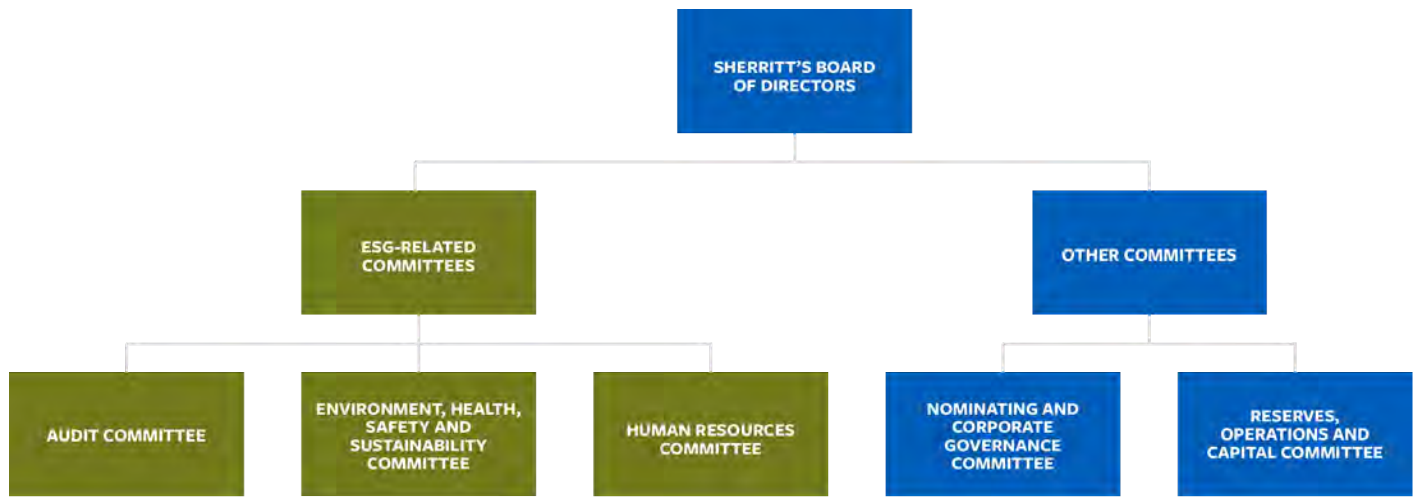 SHERRITT’S BOARD
OF DIRECTORS
ESG-RELATED
COMMITTEES
OTHER COMMITTEES
AUDIT COMMITTEE
ENVIRONMENT, HEALTH,
SAFETY AND
SUSTAINABILITY
COMMITTEE
HUMAN RESOURCES
COMMITTEE
NOMINATING AND
CORPORATE
GOVERNANCE
COMMITTEE
RESERVES,
OPERATIONS AND
CAPITAL COMMITTEE